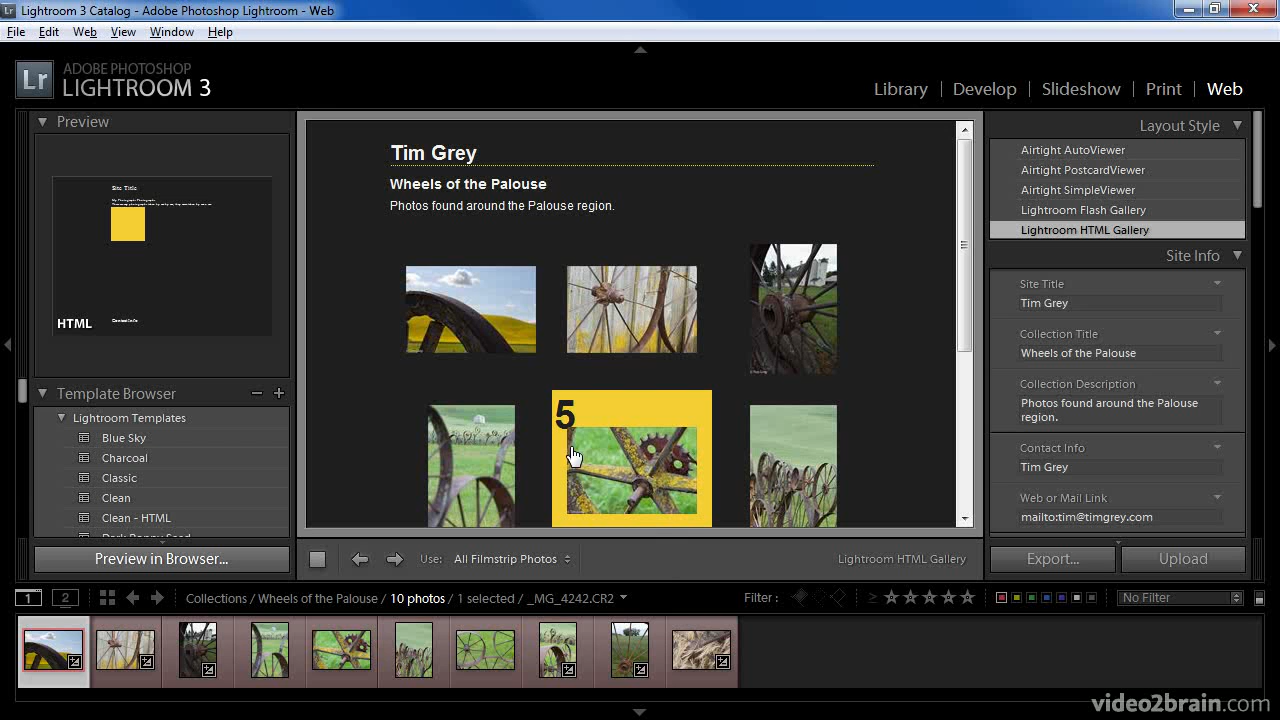 Lightroom 3 Catalog - Adobe Photoshop Lightroom - Web
File Edit Web View Window Help
Lr
ADOBE PHOTOSHOP
LIGHTROOM 3
Library | Develop | Slideshow | Print | Web
Preview
Site Title
HTML
Contact Info
Template Browser
Lightroom Templates
Blue Sky
Charcoal
Classic
Clean
Clean - HTML
Preview in Browser...
Tim Grey
Wheels of the Palouse
Photos found around the Palouse region.
5
Use: All Filmstrip Photos
Lightroom HTML Gallery
Layout Style
Airtight AutoViewer
Airtight PostcardViewer
Airtight SimpleViewer
Lightroom Flash Gallery
Lightroom HTML Gallery
Site Info
Site Title
Tim Grey
Collection Title
Wheels of the Palouse
Collection Description
Photos found around the Palouse
region.
Contact Info
Tim Grey
Web or Mail Link
mailto:tim@timgrey.com
Export...
Upload
1 2
Collections / Wheels of the Palouse / 10 photos / 1 selected / _MG_4242.CR2
Filter :
No Filter
video2brain.com